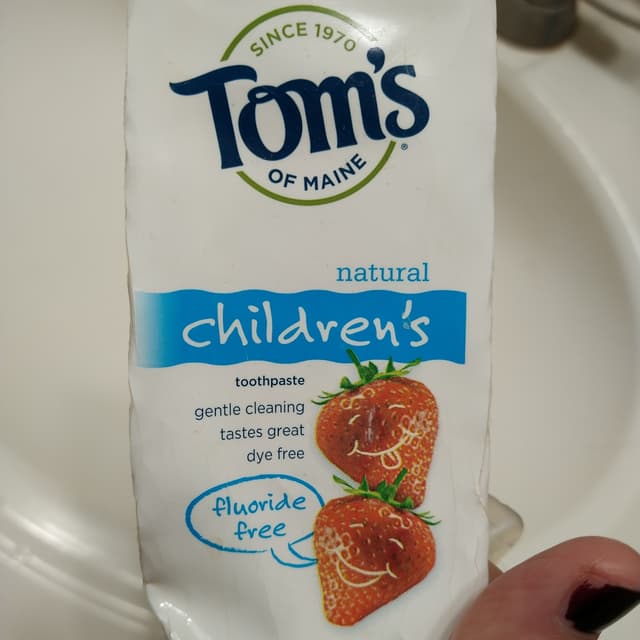 SINCE 1970
Tom's
OF MAINE
natural
children's
toothpaste
gentle cleaning
tastes great
dye free
fluoride
free